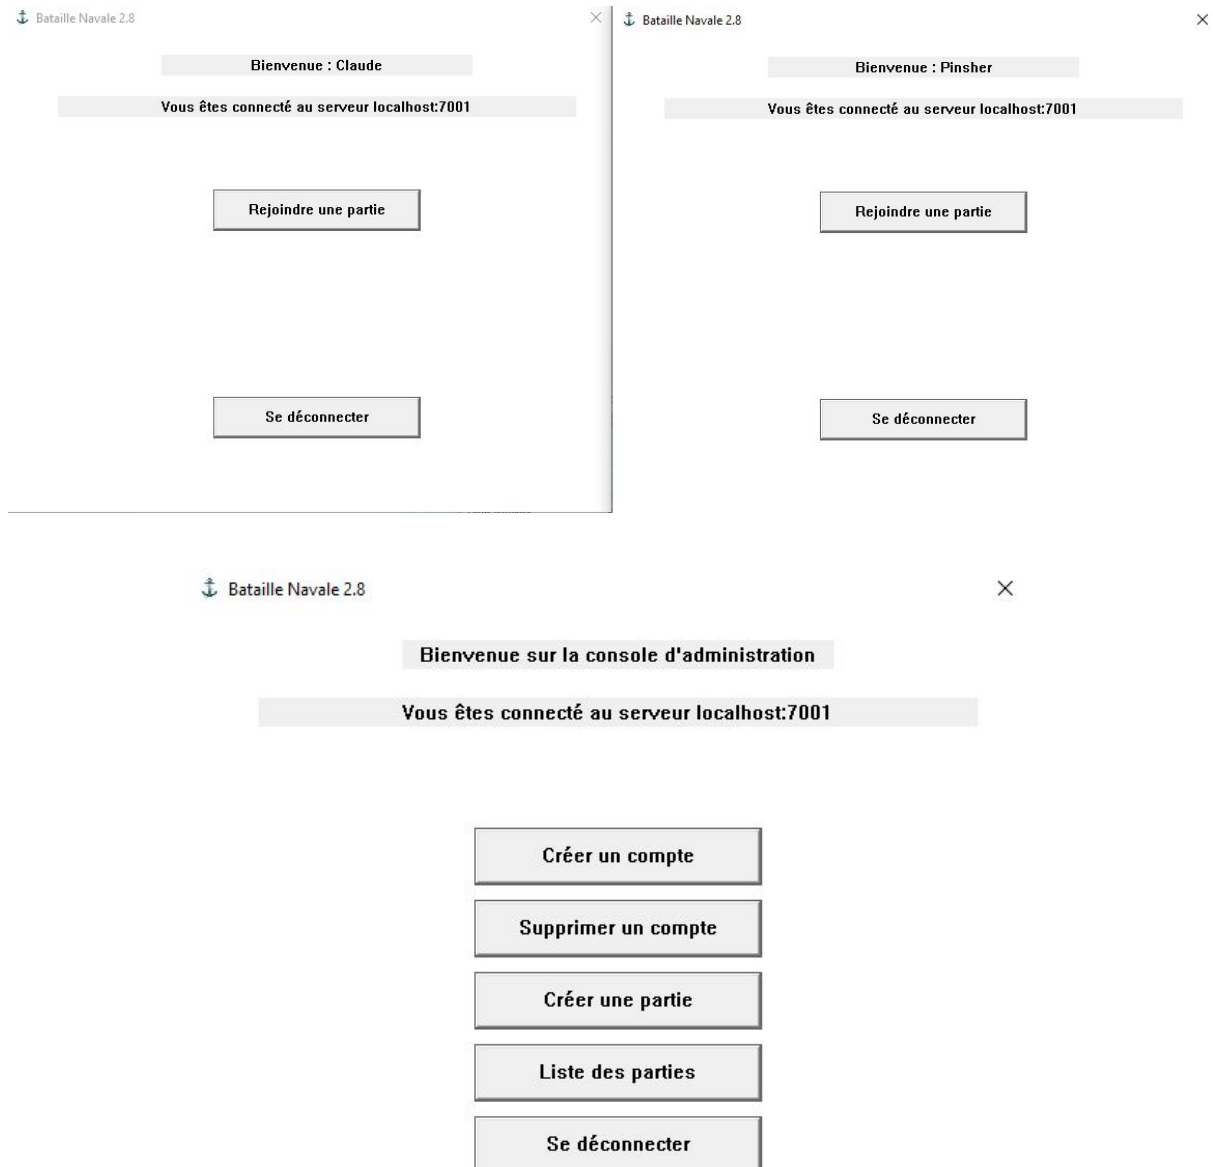 Bataille Navale 2.8
Bienvenue : Claude
Vous êtes connecté au serveur localhost:7001
Rejoindre une partie
Se déconnecter
Bataille Navale 2.8
Bienvenue : Pinsher
Vous êtes connecté au serveur localhost:7001
Rejoindre une partie
Se déconnecter
Bataille Navale 2.8
Bienvenue sur la console d'administration
Vous êtes connecté au serveur localhost:7001
Créer un compte
Supprimer un compte
Créer une partie
Liste des parties
Se déconnecter